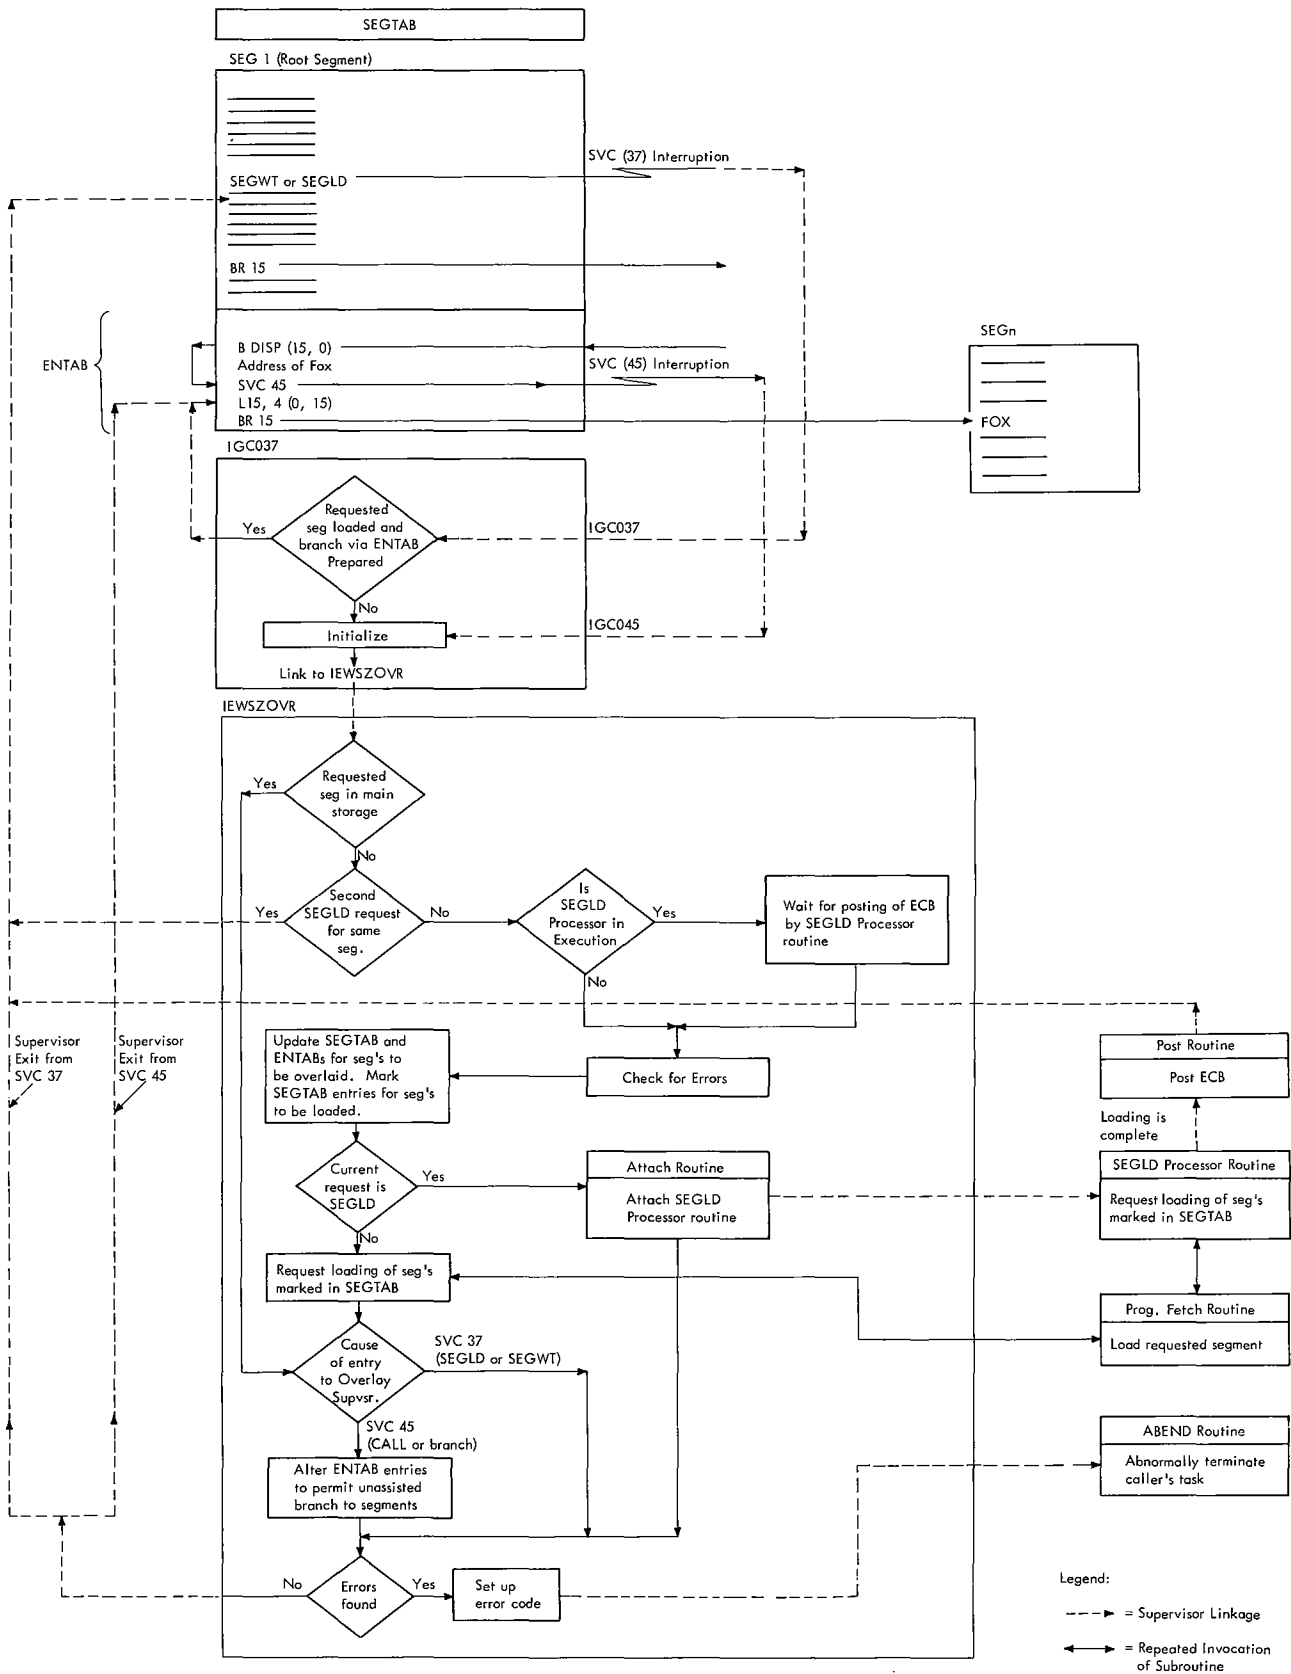 SEGTAB
SEG 1 (Root Segment)
SVC (37) Interruption
SEGWT or SEGLD
BR 15
ENTAB
B DISP (15, 0)
Address of Fox
SVC 45
L15, 4 (0, 15)
BR 15
SVC (45) Interruption
SEGn
FOX
IGC037
Requested
seg loaded and
branch via ENTAB
Prepared
Yes
No
IGC037
Initialize
IGC045
Link to IEWSZOVR
IEWSZOVR
Requested
seg in main
storage
Yes
No
Second
SEGLD request
for same
seg.
Yes
No
Is
SEGLD
Processor in
Execution
Yes
No
Wait for posting of ECB
by SEGLD Processor
routine
Supervisor
Exit from
SVC 37
Supervisor
Exit from
SVC 45
Update SEGTAB and
ENTABs for seg's to
be overlaid. Mark
SEGTAB entries for seg's
to be loaded.
Check for Errors
Post Routine
Post ECB
Loading is
complete
Current
request is
SEGLD
Yes
No
Attach Routine
Attach SEGLD
Processor routine
SEGLD Processor Routine
Request loading of seg's
marked in SEGTAB
Request loading of seg's
marked in SEGTAB
Prog. Fetch Routine
Load requested segment
Cause
of entry
to Overlay
Supvsr.
SVC 37
(SEGLD or SEGWT)
SVC 45
(CALL or branch)
ABEND Routine
Abnormally terminate
caller's task
Alter ENTAB entries
to permit unassisted
branch to segments
No
Errors
found
Yes
Set up
error code
Legend:
= Supervisor Linkage
= Repeated Invocation
of Subroutine